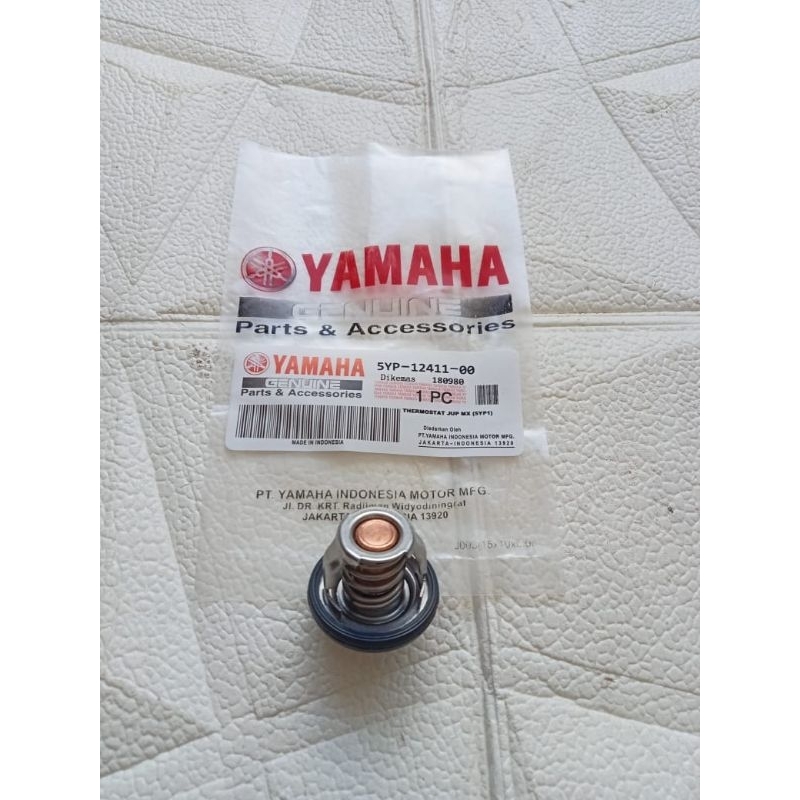 YAMAHA
GENUINE
Parts & Accessories
YAMAHA
GENUINE
Parts & Accessories
5YP-12411-00
Dikemas 180980
1 PC
THERMOSTAT JUP MX (5YP1)
MADE IN INDONESIA
Diedarkan Oleh
PT.YAMAHA INDONESIA MOTOR MFG.
JAKARTA-INDONESIA 13920
PT. YAMAHA INDONESIA MOTOR MFG.
Jl. DR. KRT. Radjiman Widyodiningrat
JAKARTA 13920